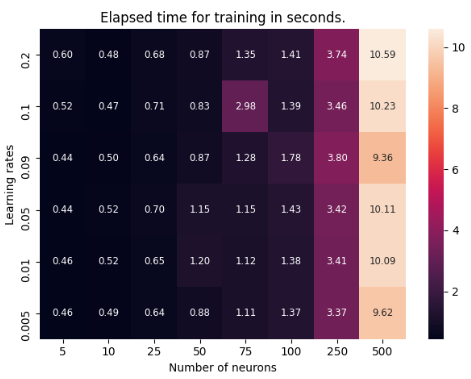 Elapsed time for training in seconds.
Learning rates
0.2 0.60 0.48 0.68 0.87 1.35 1.41 3.74 10.59
0.1 0.52 0.47 0.71 0.83 2.98 1.39 3.46 10.23
0.09 0.44 0.50 0.64 0.87 1.28 1.78 3.80 9.36
0.05 0.44 0.52 0.70 1.15 1.15 1.43 3.42 10.11
0.01 0.46 0.52 0.65 1.20 1.12 1.38 3.41 10.09
0.005 0.46 0.49 0.64 0.88 1.11 1.37 3.37 9.62
5 10 25 50 75 100 250 500
Number of neurons
10
8
6
4
2